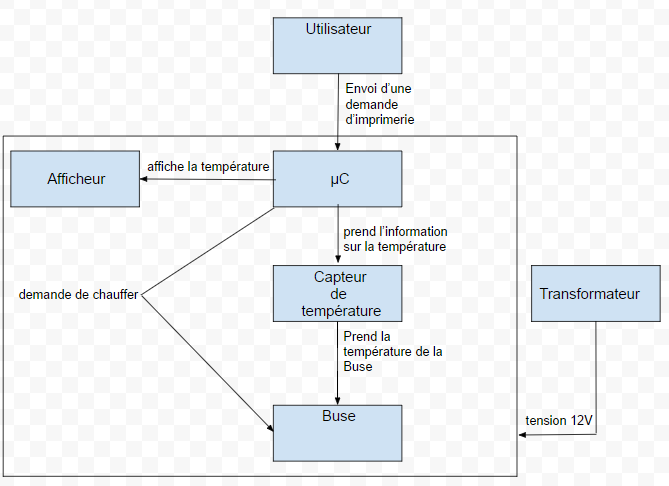 Utilisateur
Envoi d'une
demande
d'imprimerie
Afficheur
affiche la température
µC
prend l'information
sur la température
demande de chauffer
Capteur
de
température
Transformateur
Prend la
température de la
Buse
Buse
tension 12V